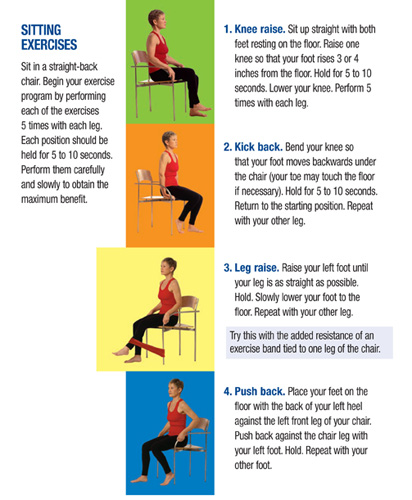 SITTING
EXERCISES
Sit in a straight-back
chair. Begin your exercise
program by performing
each of the exercises
5 times with each leg.
Each position should be
held for 5 to 10 seconds.
Perform them carefully
and slowly to obtain the
maximum benefit.
1. Knee raise. Sit up straight with both
feet resting on the floor. Raise one
knee so that your foot rises 3 or 4
inches from the floor. Hold for 5 to 10
seconds. Lower your knee. Perform 5
times with each leg.
2. Kick back. Bend your knee so
that your foot moves backwards under
the chair (your toe may touch the floor
if necessary). Hold for 5 to 10 seconds.
Return to the starting position. Repeat
with your other leg.
3. Leg raise. Raise your left foot until
your leg is as straight as possible.
Hold. Slowly lower your foot to the
floor. Repeat with your other leg.
Try this with the added resistance of an
exercise band tied to one leg of the chair.
4. Push back. Place your feet on the
floor with the back of your left heel
against the left front leg of your chair.
Push back against the chair leg with
your left foot. Hold. Repeat with your
other foot.